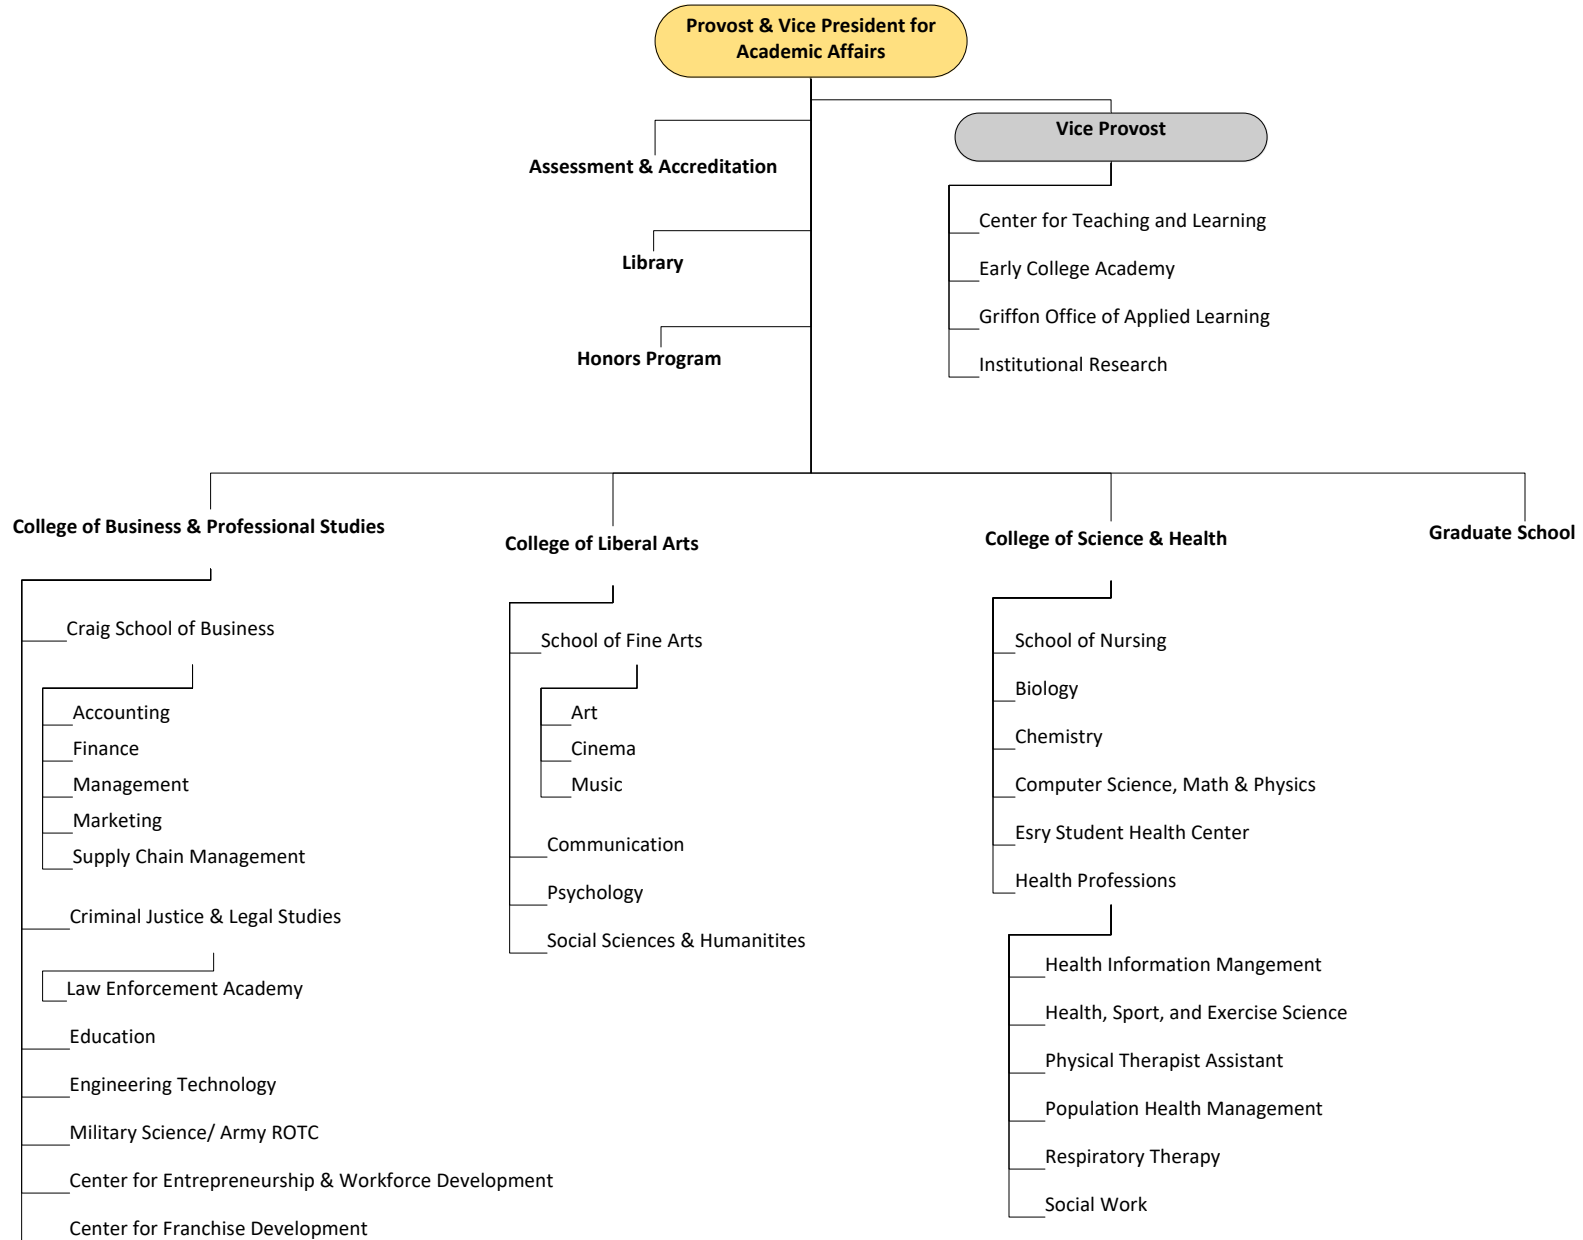 Provost & Vice President for
Academic Affairs
Vice Provost
Assessment & Accreditation
Library
Honors Program
Center for Teaching and Learning
Early College Academy
Griffon Office of Applied Learning
Institutional Research
College of Business & Professional Studies
Craig School of Business
Accounting
Finance
Management
Marketing
Supply Chain Management
Criminal Justice & Legal Studies
Law Enforcement Academy
Education
Engineering Technology
Military Science/ Army ROTC
Center for Entrepreneurship & Workforce Development
Center for Franchise Development
College of Liberal Arts
School of Fine Arts
Art
Cinema
Music
Communication
Psychology
Social Sciences & Humanitites
College of Science & Health
School of Nursing
Biology
Chemistry
Computer Science, Math & Physics
Esry Student Health Center
Health Professions
Health Information Mangement
Health, Sport, and Exercise Science
Physical Therapist Assistant
Population Health Management
Respiratory Therapy
Social Work
Graduate School